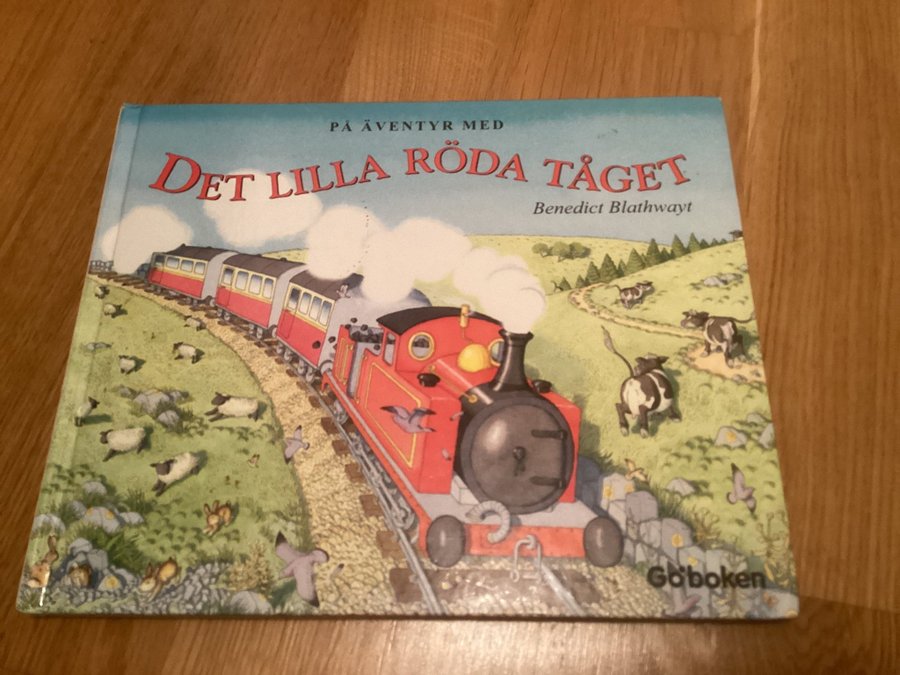 PÅ ÄVENTYR MED
DET LILLA RÖDA TÅGET
Benedict Blathwayt
Göboken